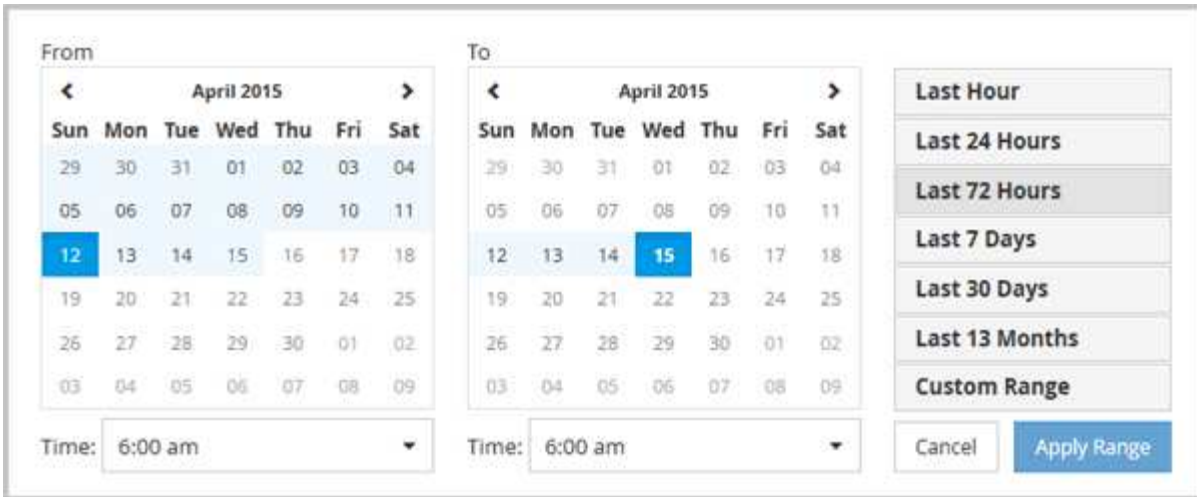 From
< April 2015 >
Sun Mon Tue Wed Thu Fri Sat
29 30 31 01 02 03 04
05 06 07 08 09 10 11
12 13 14 15 16 17 18
19 20 21 22 23 24 25
26 27 28 29 30 01 02
03 04 05 06 07 08 09
Time: 6:00 am
To
< April 2015 >
Sun Mon Tue Wed Thu Fri Sat
29 30 31 01 02 03 04
05 06 07 08 09 10 11
12 13 14 15 16 17 18
19 20 21 22 23 24 25
26 27 28 29 30 01 02
03 04 05 06 07 08 09
Time: 6:00 am
Last Hour
Last 24 Hours
Last 72 Hours
Last 7 Days
Last 30 Days
Last 13 Months
Custom Range
Cancel Apply Range